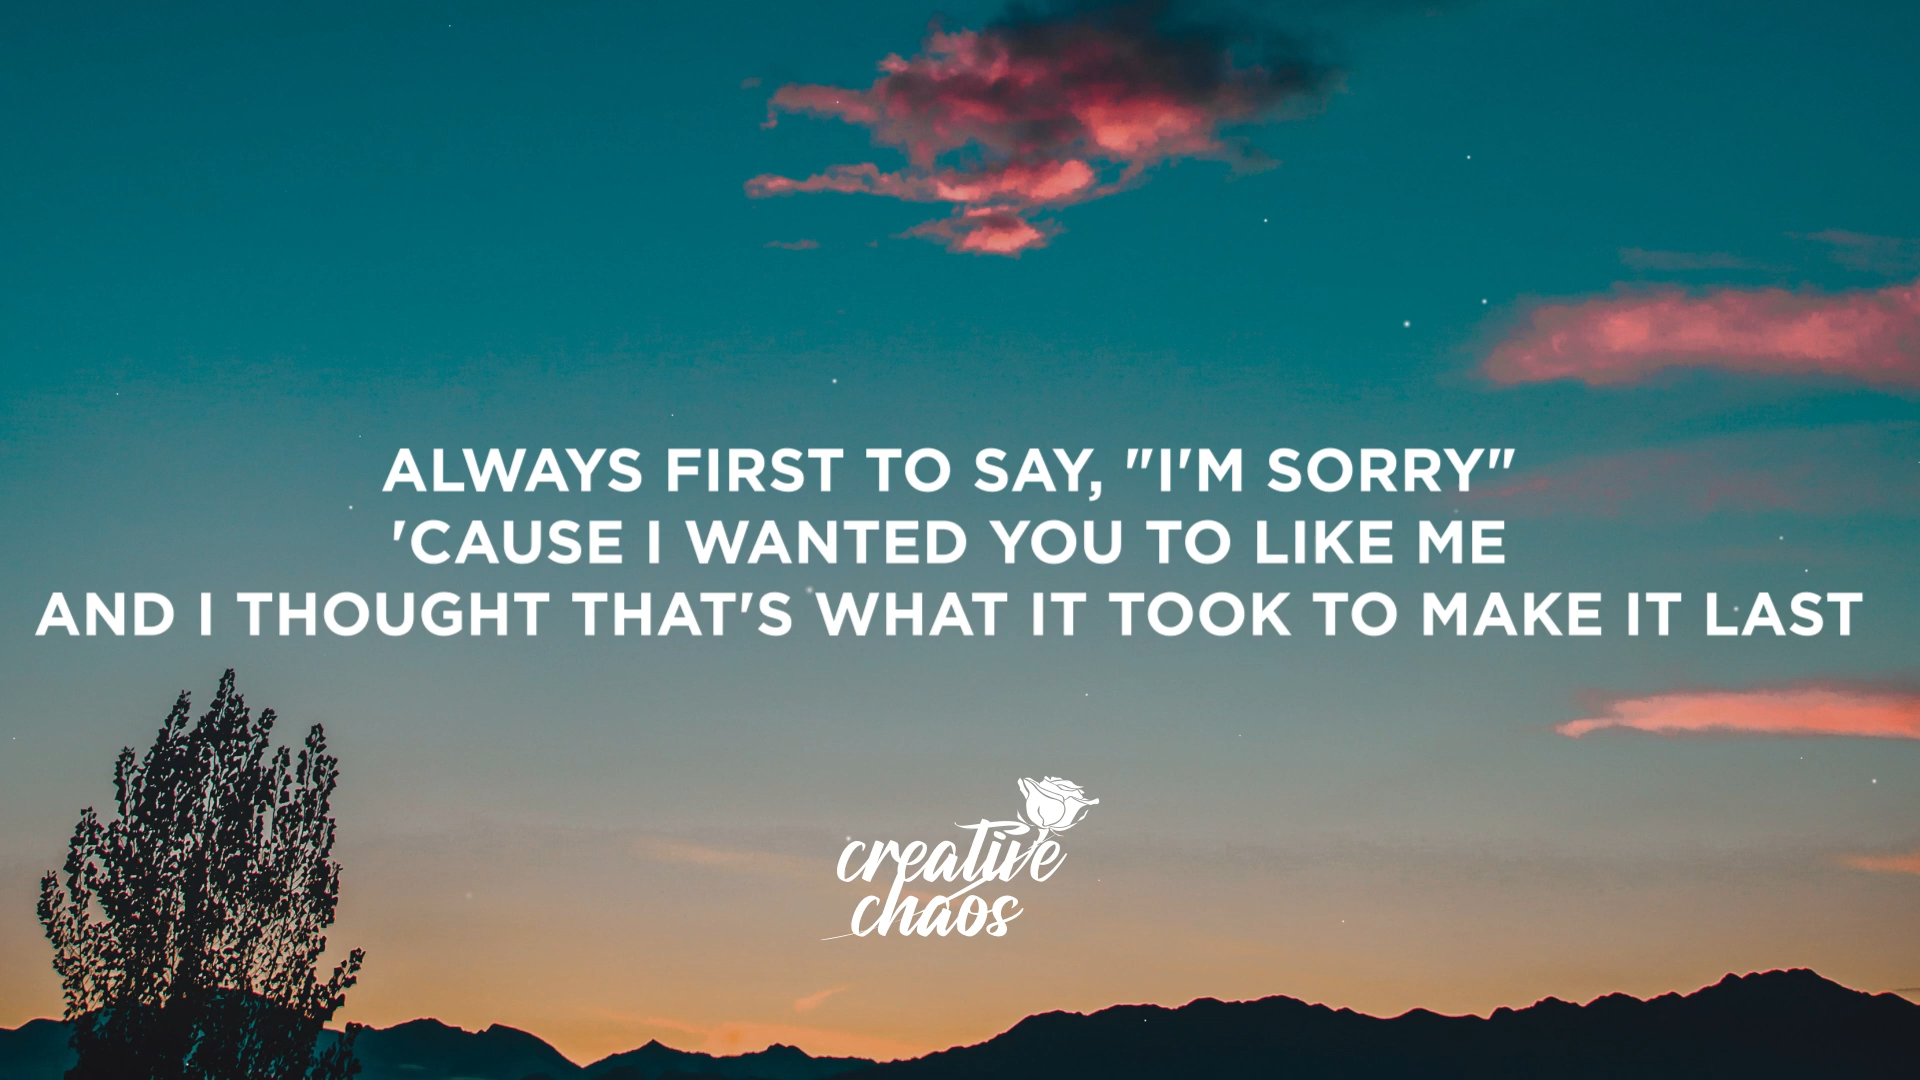 ALWAYS FIRST TO SAY, "I'M SORRY"
'CAUSE I WANTED YOU TO LIKE ME
AND I THOUGHT THAT'S WHAT IT TOOK TO MAKE IT LAST
creative
chaos